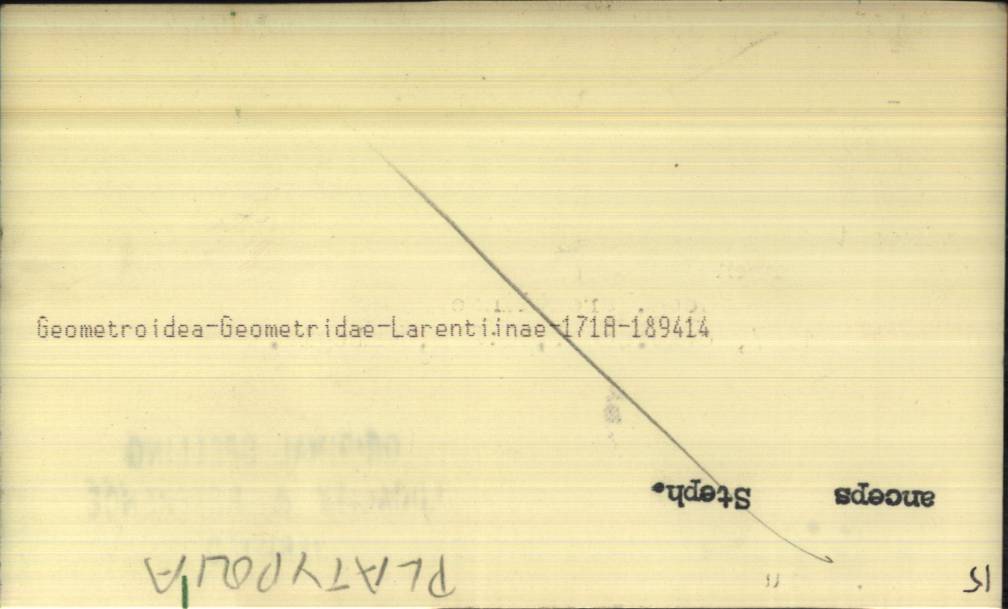 Geometroidea-Geometridae-Larentiinae-171A-189414
anceps Steph.
15 PLATYPOLIA